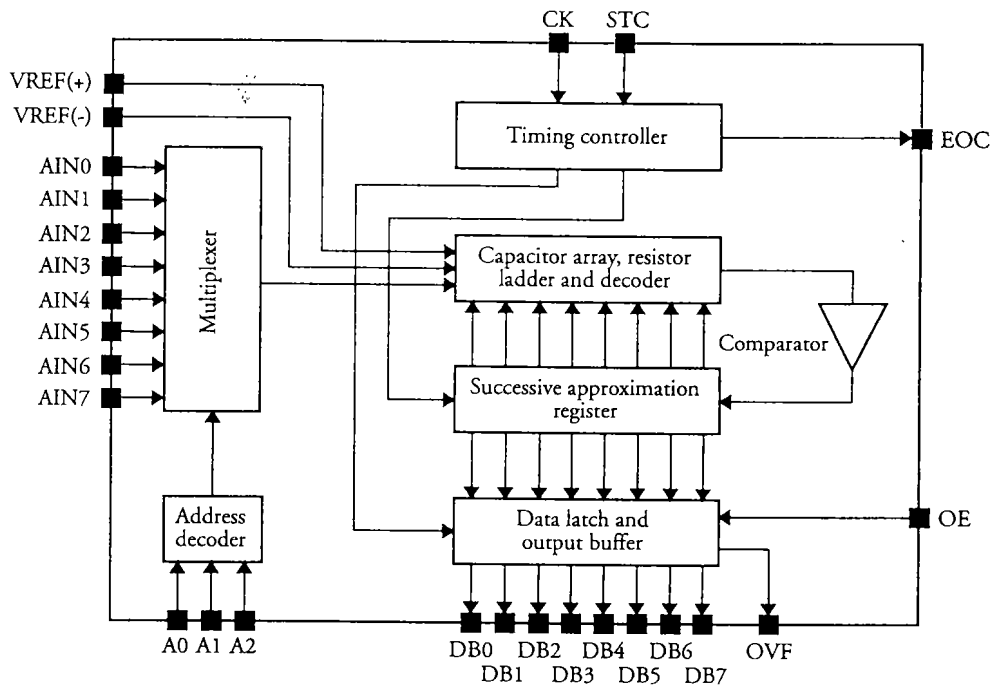 CK STC
VREF(+)
VREF(-)
Timing controller
EOC
AIN0
AIN1
AIN2
AIN3
AIN4
AIN5
AIN6
AIN7
Multiplexer
Capacitor array, resistor
ladder and decoder
Comparator
Successive approximation
register
Address
decoder
Data latch and
output buffer
OE
A0 A1 A2
DB0 DB2 DB4 DB6 OVF
DB1 DB3 DB5 DB7